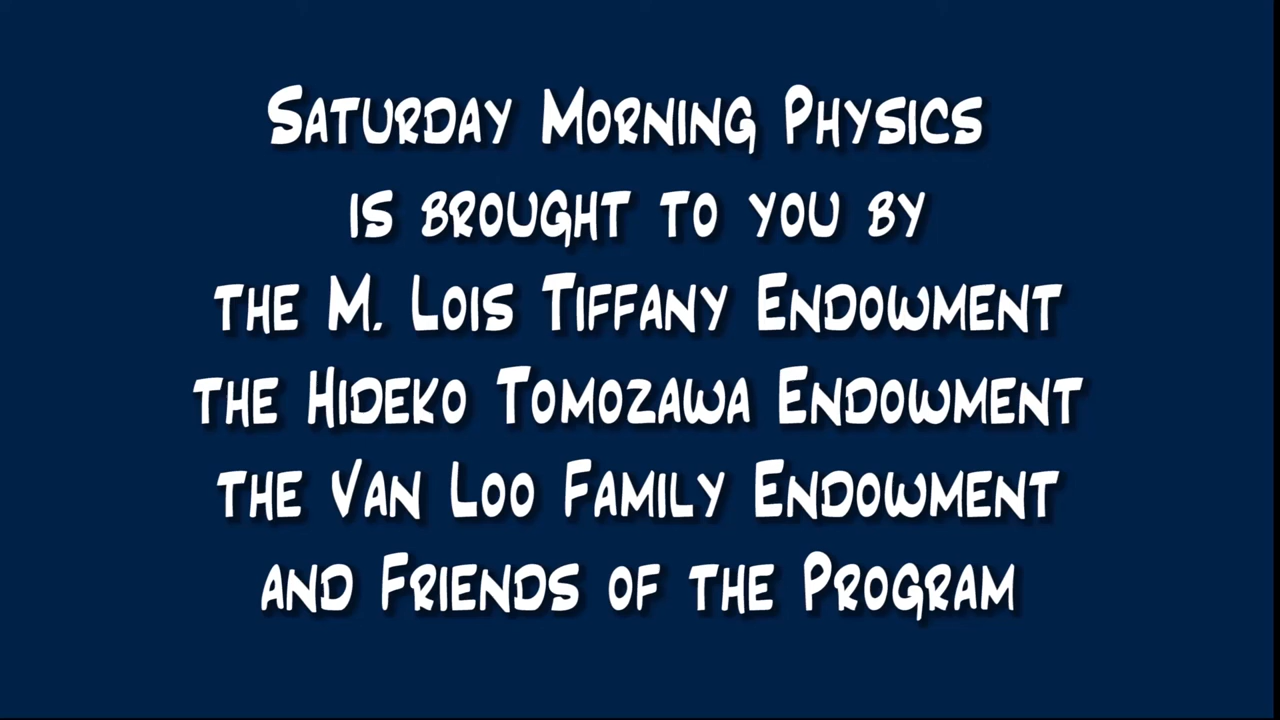 Saturday Morning Physics
is brought to you by
the M. Lois Tiffany Endowment
the Hideko Tomozawa Endowment
the Van Loo Family Endowment
and Friends of the Program